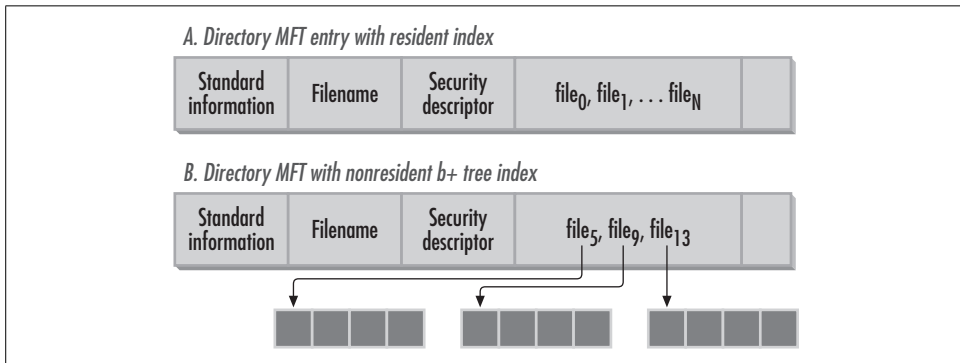 A. Directory MFT entry with resident index
Standard information
Filename
Security descriptor
file₀, file₁, . . . file_N
B. Directory MFT with nonresident b+ tree index
Standard information
Filename
Security descriptor
file₅, file₉, file₁₃